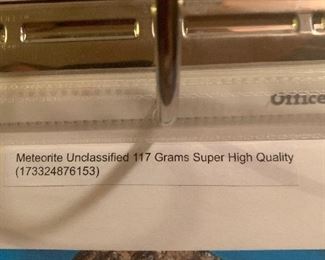 Office
Meteorite Unclassified 117 Grams Super High Quality
(173324876153)